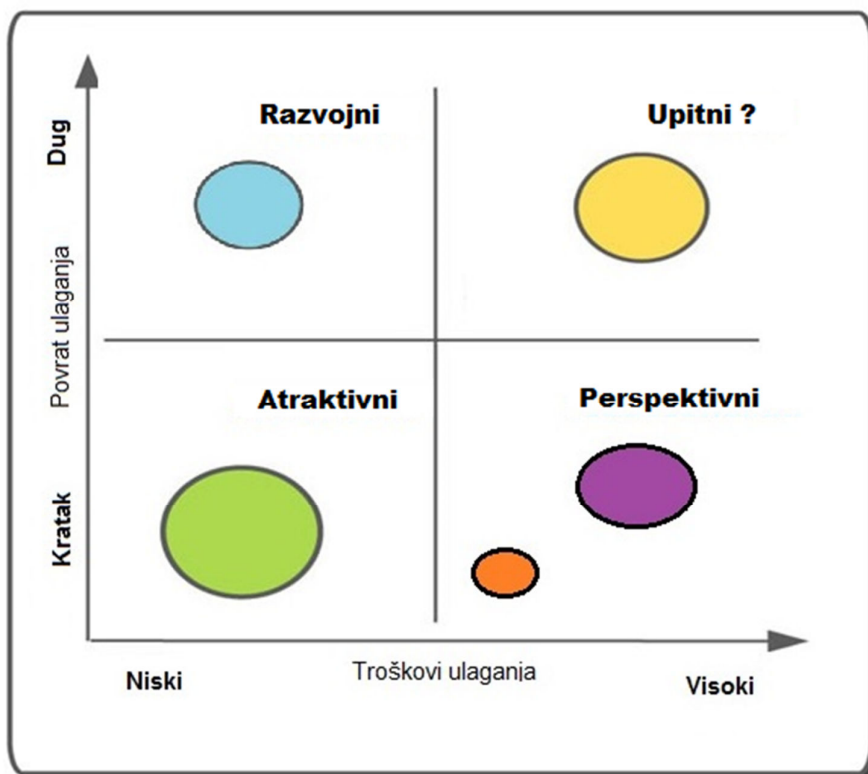 Razvojni
Upitni ?
Dug
Povrat ulaganja
Atraktivni
Perspektivni
Kratak
Niski
Troškovi ulaganja
Visoki